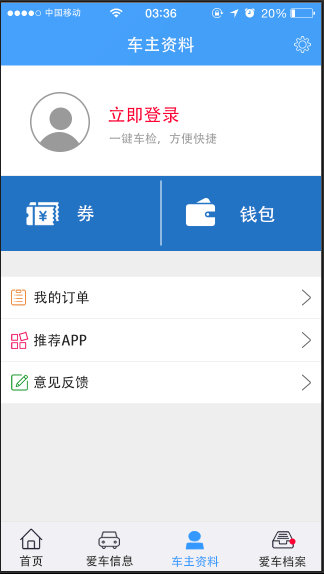 中国移动 03:36 20%
车主资料
立即登录
一键车检，方便快捷
券 钱包
我的订单
推荐APP
意见反馈
首页 爱车信息 车主资料 爱车档案